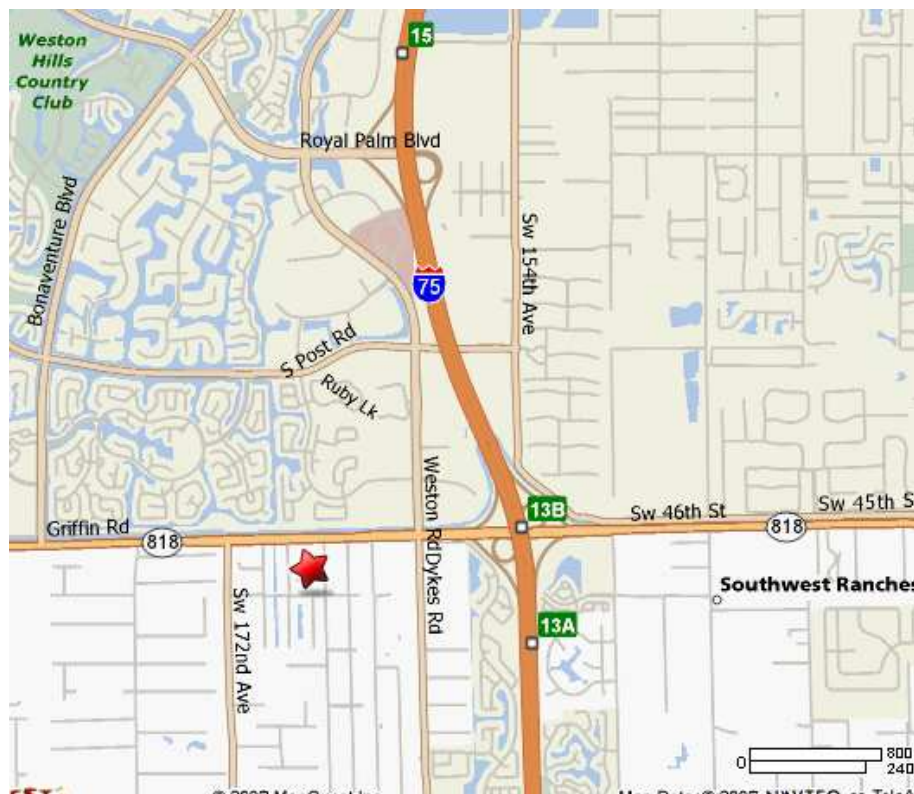 15
Weston
Hills
Country
Club
Royal Palm Blvd
Bonaventure Blvd
Sw 154th Ave
75
S Post Rd
Ruby Lk
Weston Rd
13B
Sw 46th St
Sw 45th S
Griffin Rd
818
818
Southwest Ranches
Dykes Rd
Sw 172nd Ave
13A
0
800
240